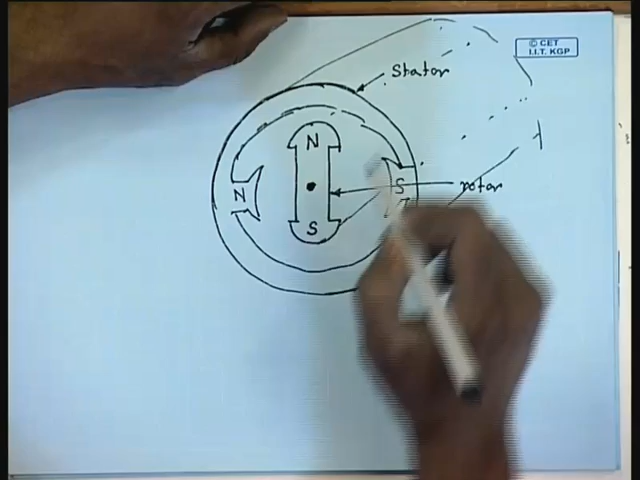 © CET
I.I.T. KGP
Stator
N
N
S
rotor
S